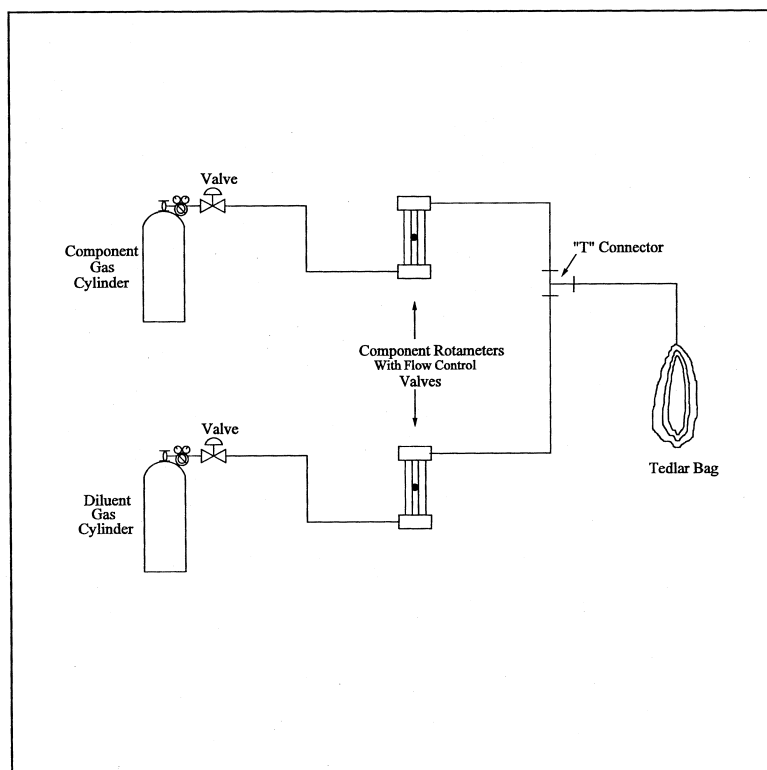 Valve
Component
Gas
Cylinder
"T" Connector
Component Rotameters
With Flow Control
Valves
Valve
Diluent
Gas
Cylinder
Tedlar Bag